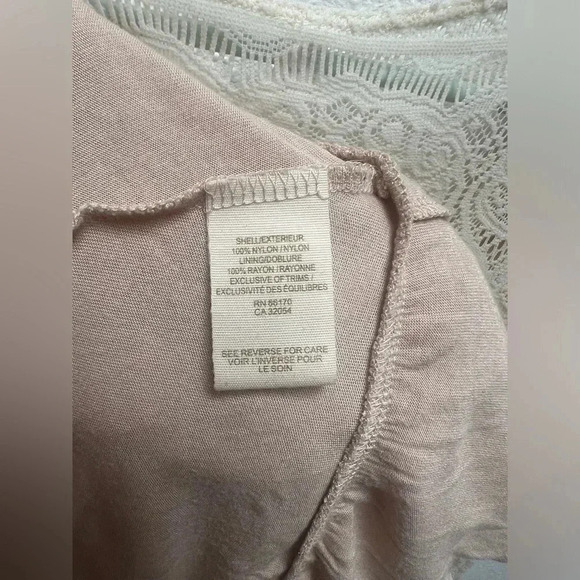 SHELL/EXTERIEUR
100% NYLON / NYLON
LINING/DOBLURE
100% RAYON / RAYONNE
EXCLUSIVE OF TRIMS /
EXCLUSIVITÉ DES ÉQUILIBRES
RN 66170
CA 32054
SEE REVERSE FOR CARE
VOIR L'INVERSE POUR
LE SOIN